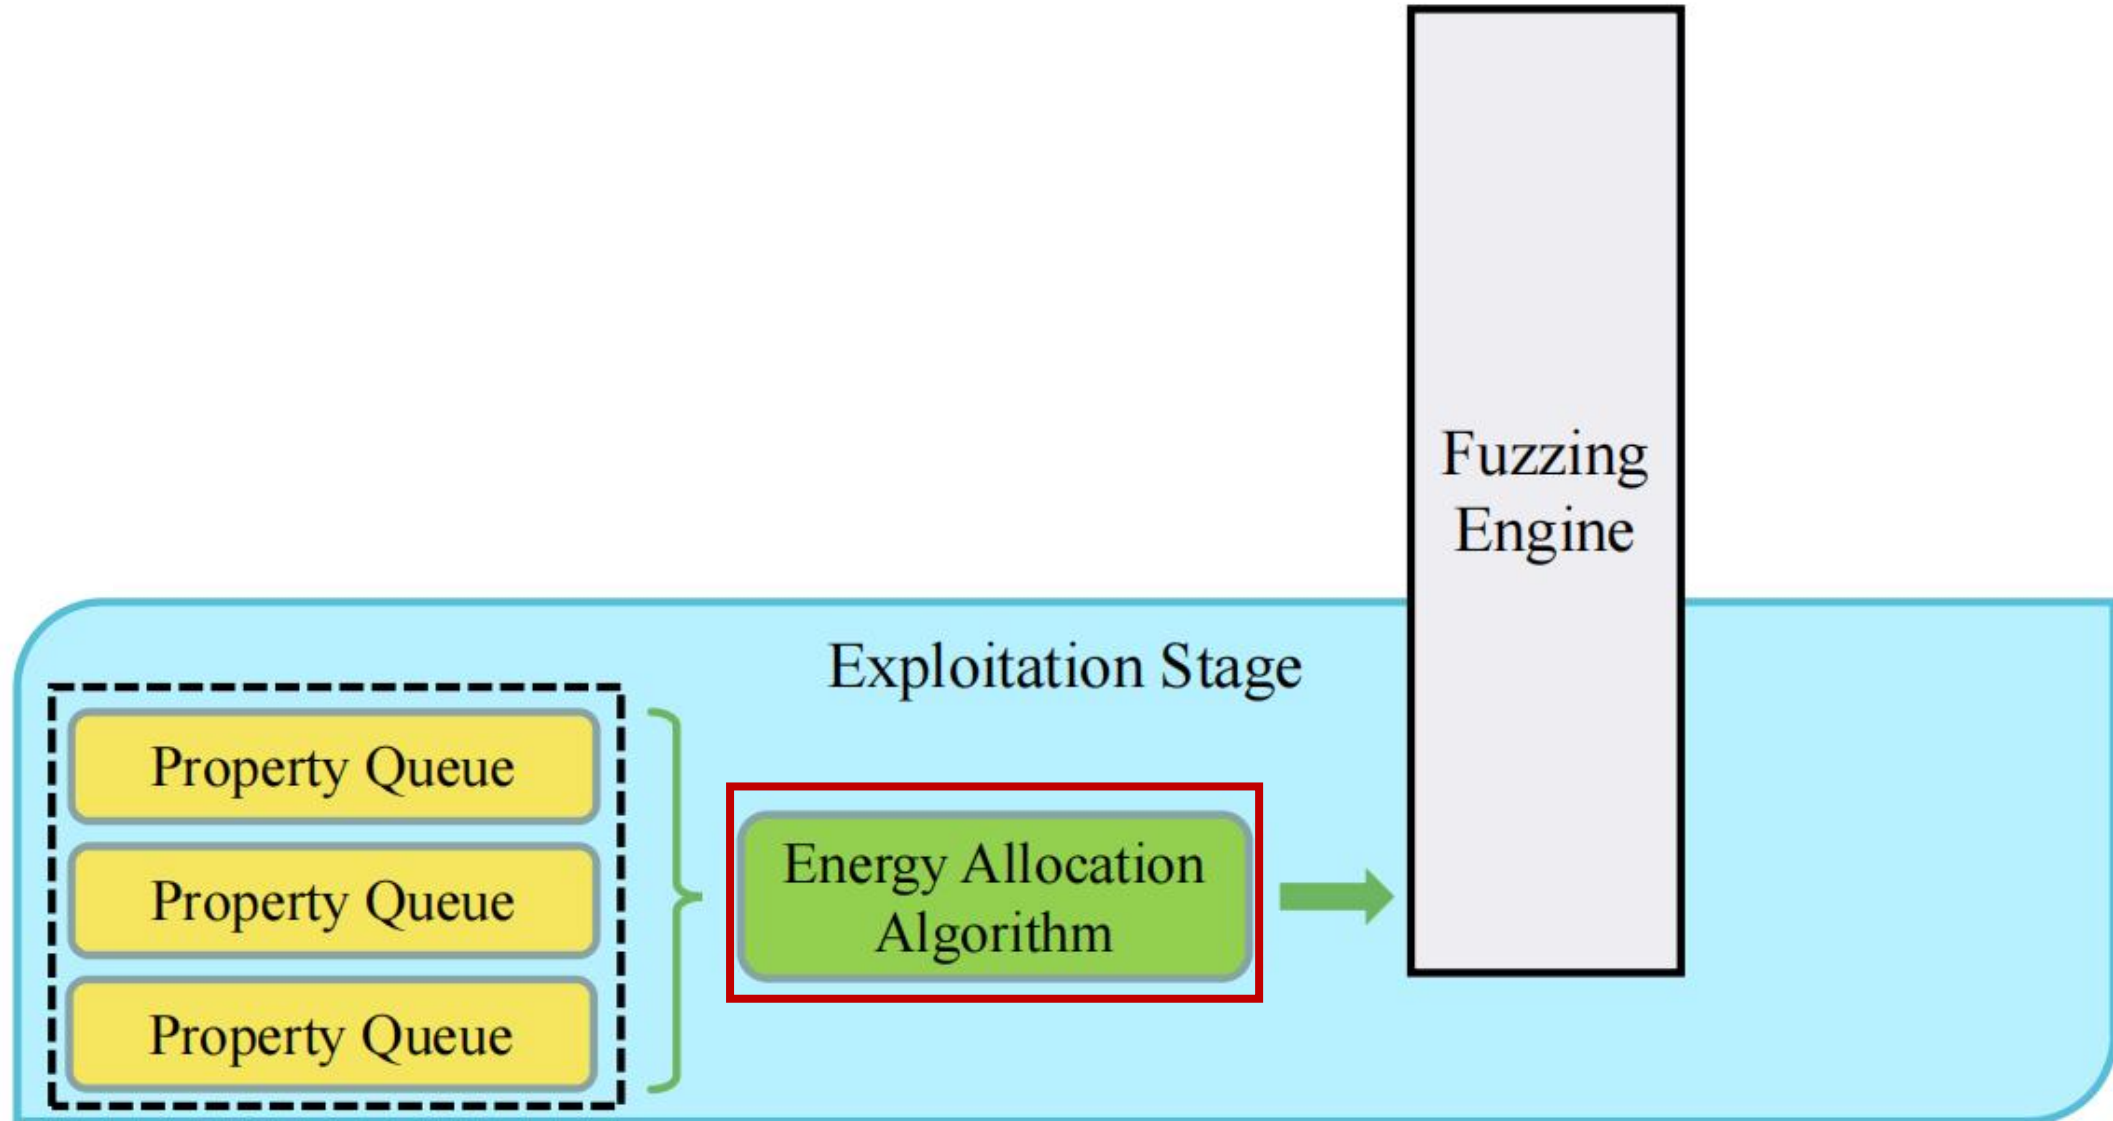 Fuzzing
Engine
Exploitation Stage
Property Queue
Property Queue
Property Queue
Energy Allocation
Algorithm